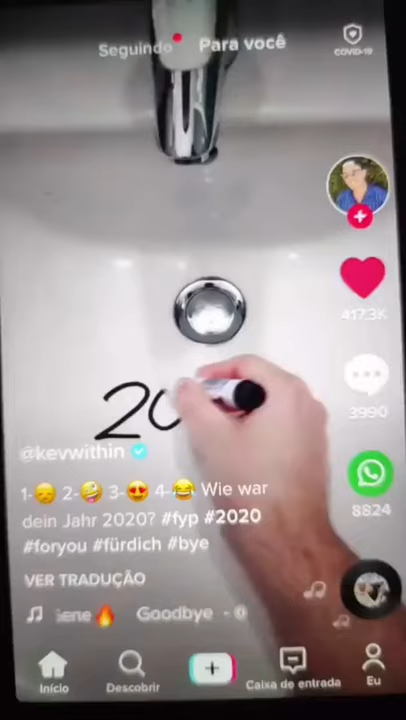 Seguindo Para você
COVID-19
417.3K
3990
20
@kevwithin
1-😞 2-🤪 3-😍 4-😂 Wie war
8824
dein Jahr 2020? #fyp #2020
#foryou #fürdich #bye
VER TRADUÇÃO
Goodbye -
Início Descobrir Caixa de entrada Eu